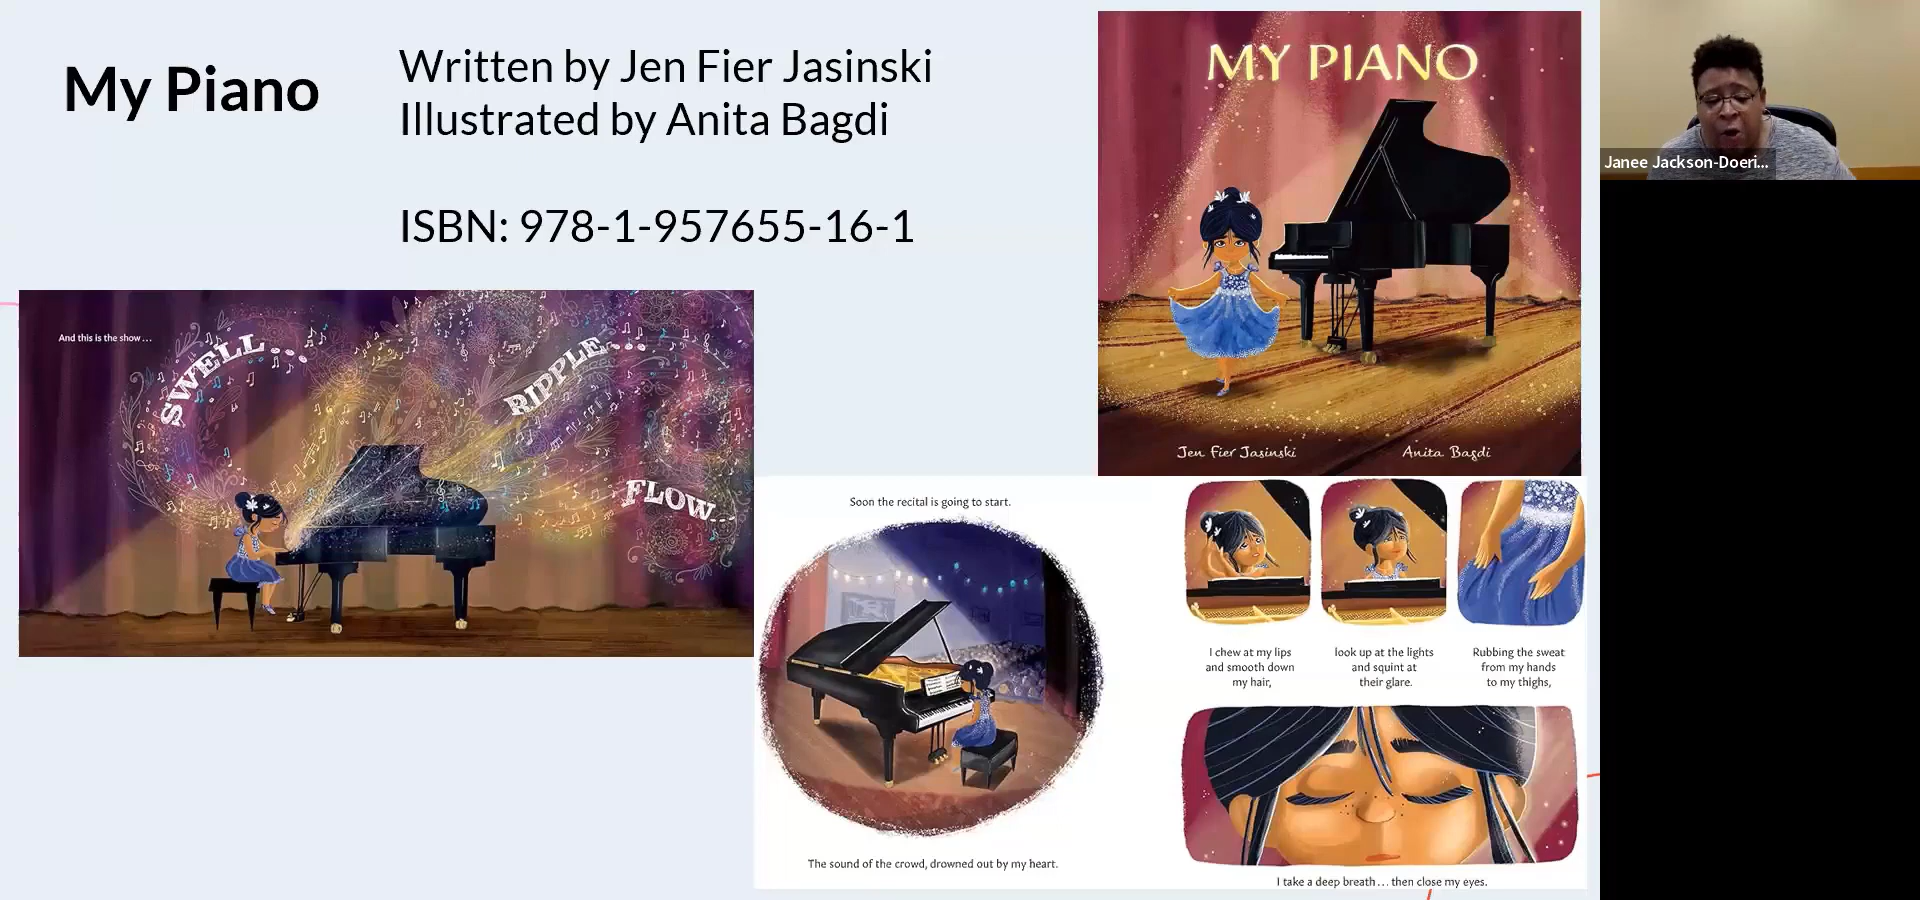 My Piano
Written by Jen Fier Jasinski
Illustrated by Anita Bagdi
ISBN: 978-1-957655-16-1
MY PIANO
Jen Fier Jasinski
Anita Bagdi
Janee Jackson-Doeri...
And this is the show...
SWELL...
RIPPLE...
FLOW...
Soon the recital is going to start.
The sound of the crowd, drowned out by my heart.
I chew at my lips
and smooth down
my hair,
look up at the lights
and squint at
their glare.
Rubbing the sweat
from my hands
to my thighs,
I take a deep breath... then close my eyes.